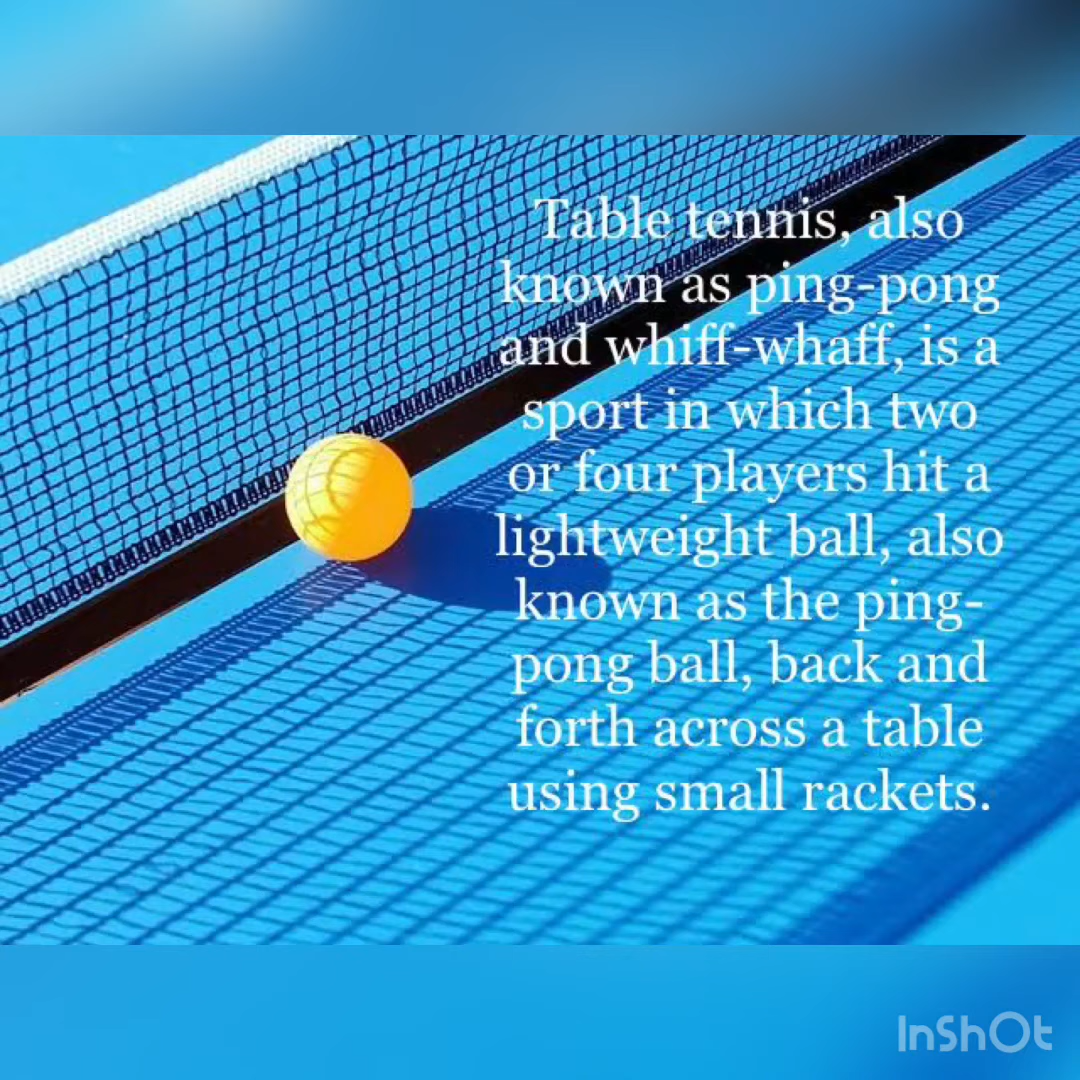 Table tennis, also
known as ping-pong
and whiff-whaff, is a
sport in which two
or four players hit a
lightweight ball, also
known as the ping-
pong ball, back and
forth across a table
using small rackets.
InShOt